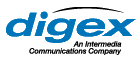 digex
An Intermedia
Communications Company